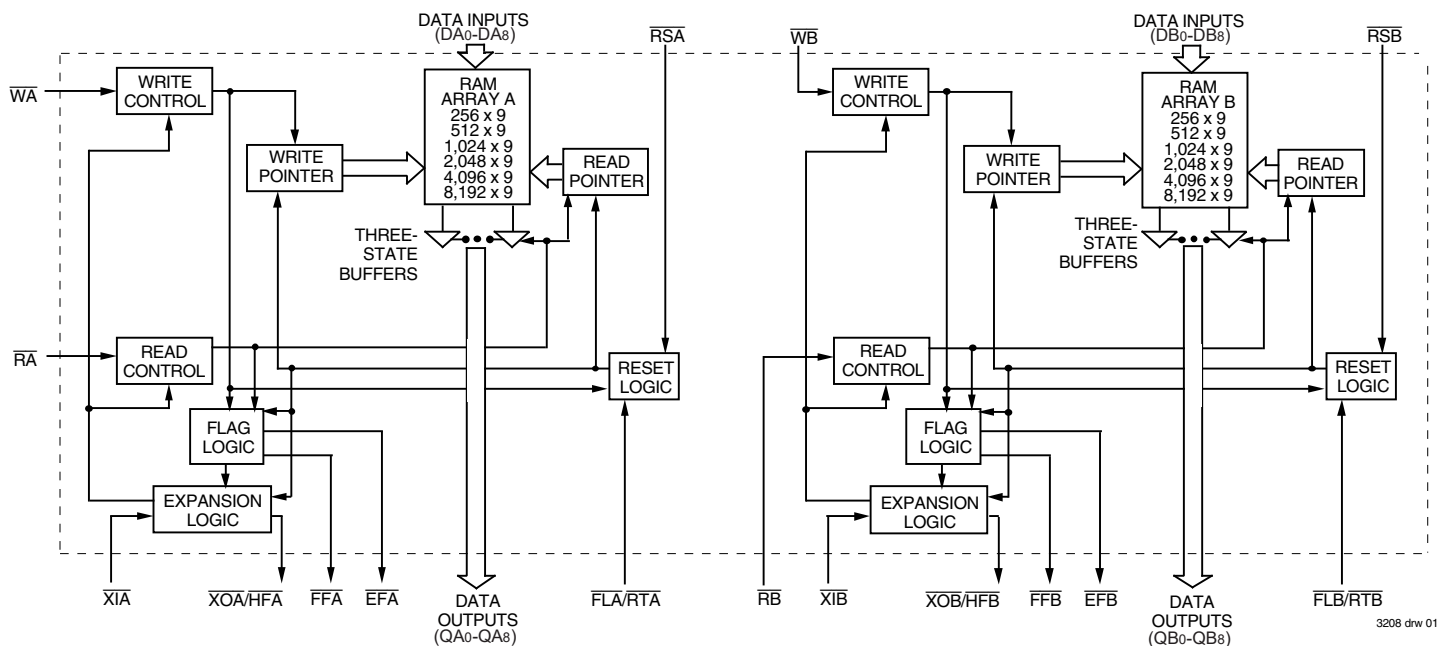 DATA INPUTS
(DA0-DA8)
RSA
WA
WRITE
CONTROL
RAM
ARRAY A
256 x 9
512 x 9
1,024 x 9
2,048 x 9
4,096 x 9
8,192 x 9
WRITE
POINTER
READ
POINTER
THREE-
STATE
BUFFERS
RA
READ
CONTROL
RESET
LOGIC
FLAG
LOGIC
EXPANSION
LOGIC
XIA
XOA/HFA
FFA
EFA
DATA
OUTPUTS
(QA0-QA8)
FLA/RTA
WB
DATA INPUTS
(DB0-DB8)
RSB
WRITE
CONTROL
RAM
ARRAY B
256 x 9
512 x 9
1,024 x 9
2,048 x 9
4,096 x 9
8,192 x 9
WRITE
POINTER
READ
POINTER
THREE-
STATE
BUFFERS
READ
CONTROL
RESET
LOGIC
FLAG
LOGIC
EXPANSION
LOGIC
RB
XIB
XOB/HFB
FFB
EFB
DATA
OUTPUTS
(QB0-QB8)
FLB/RTB
3208 drw 01